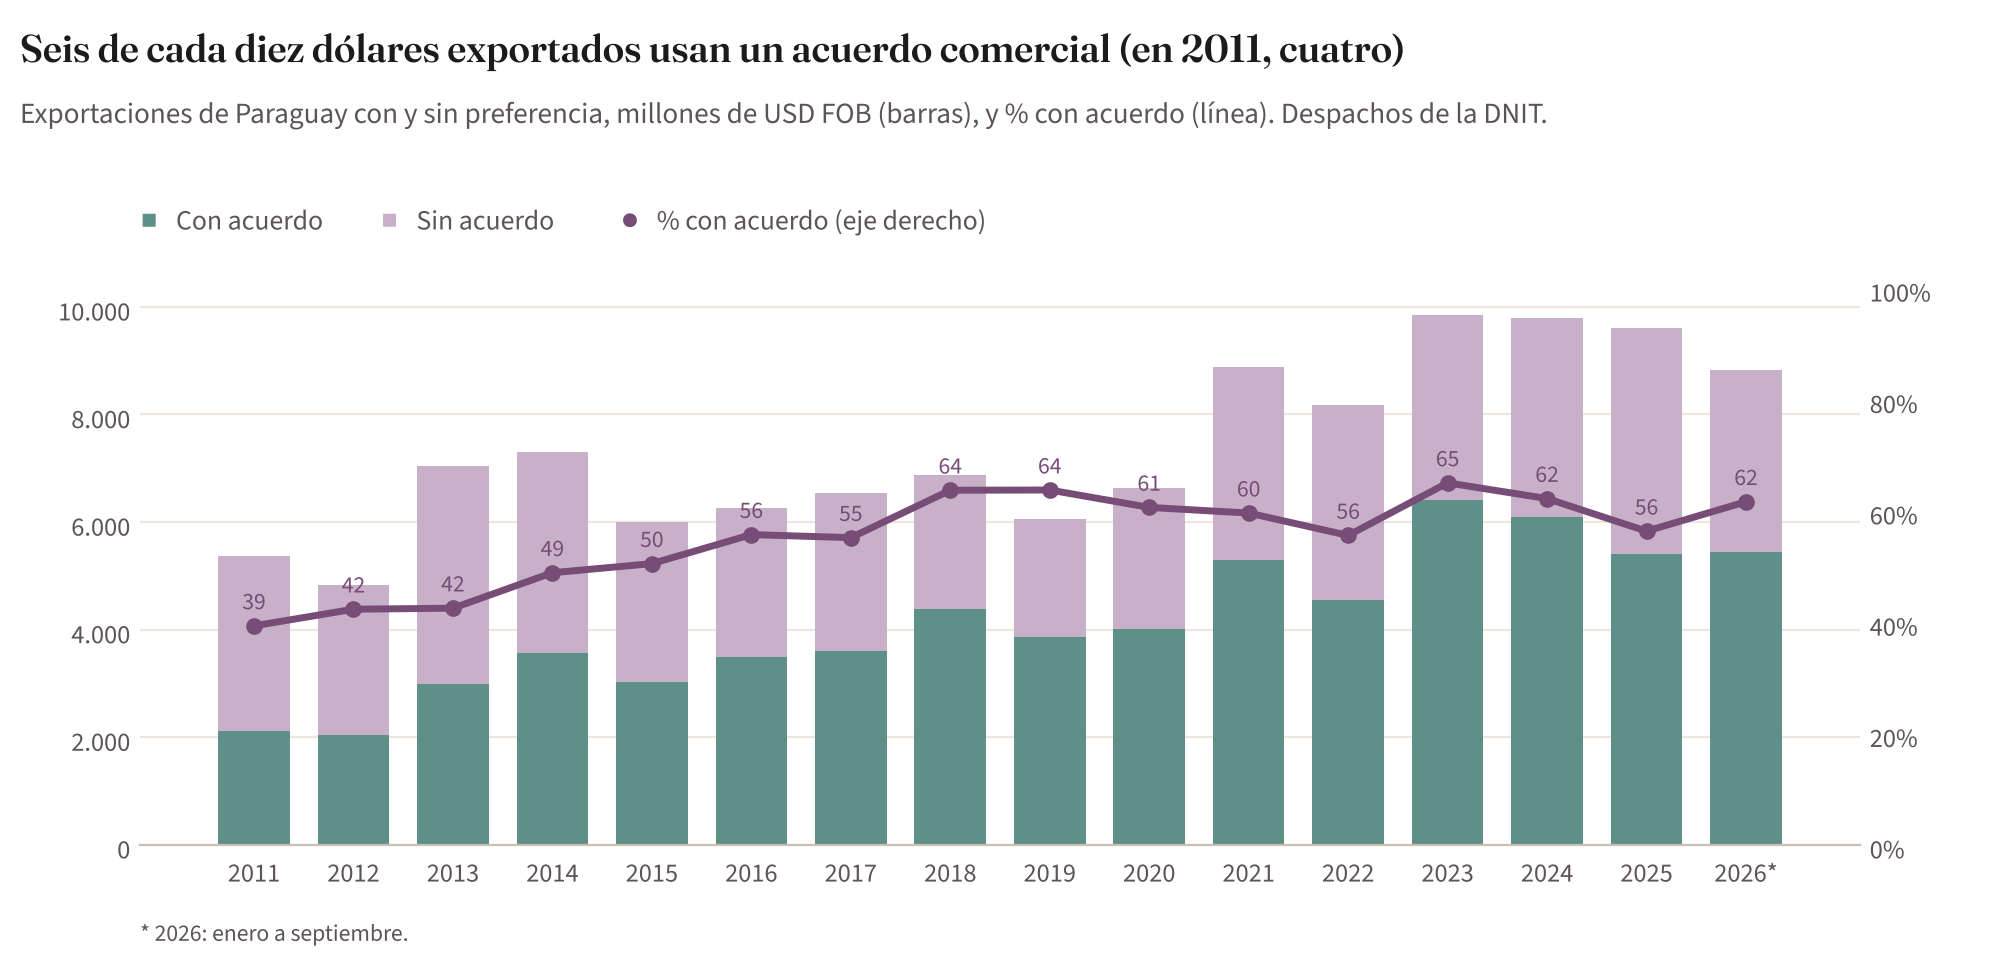 Seis de cada diez dólares exportados usan un acuerdo comercial (en 2011, cuatro)
Exportaciones de Paraguay con y sin preferencia, millones de USD FOB (barras), y % con acuerdo (línea). Despachos de la DNIT.
Con acuerdo Sin acuerdo % con acuerdo (eje derecho)
10.000
8.000
6.000
4.000
2.000
0
100%
80%
60%
40%
20%
0%
39 42 42 49 50 56 55 64 64 61 60 56 65 62 56 62
2011 2012 2013 2014 2015 2016 2017 2018 2019 2020 2021 2022 2023 2024 2025 2026*
* 2026: enero a septiembre.